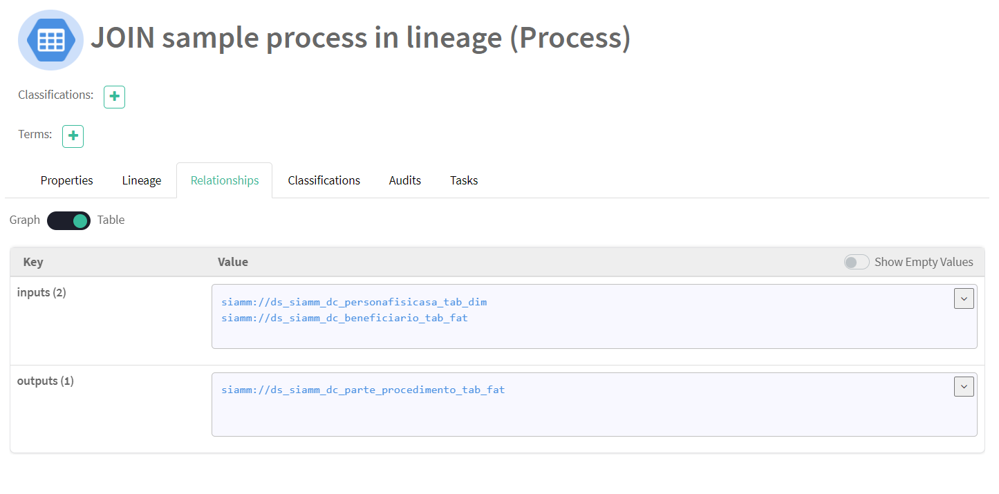 JOIN sample process in lineage (Process)
Classifications:
Terms:
Properties Lineage Relationships Classifications Audits Tasks
Graph Table
Key Value Show Empty Values
inputs (2)
siamm://ds_siamm_dc_personafisicasa_tab_dim
siamm://ds_siamm_dc_beneficiario_tab_fat
outputs (1)
siamm://ds_siamm_dc_parte_procedimento_tab_fat